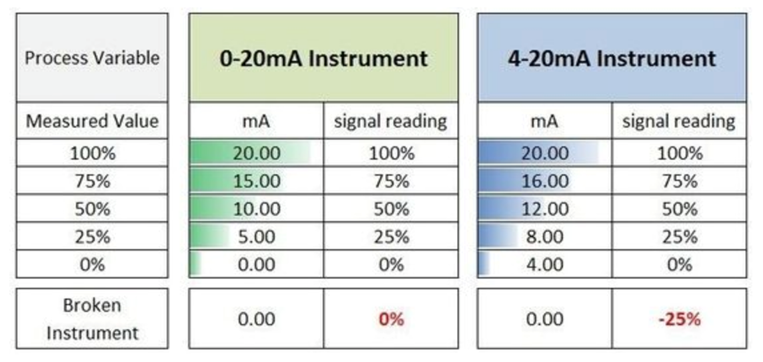 Process Variable 0-20mA Instrument 4-20mA Instrument
Measured Value mA signal reading mA signal reading
100% 20.00 100% 20.00 100%
75% 15.00 75% 16.00 75%
50% 10.00 50% 12.00 50%
25% 5.00 25% 8.00 25%
0% 0.00 0% 4.00 0%
Broken
Instrument 0.00 0% 0.00 -25%